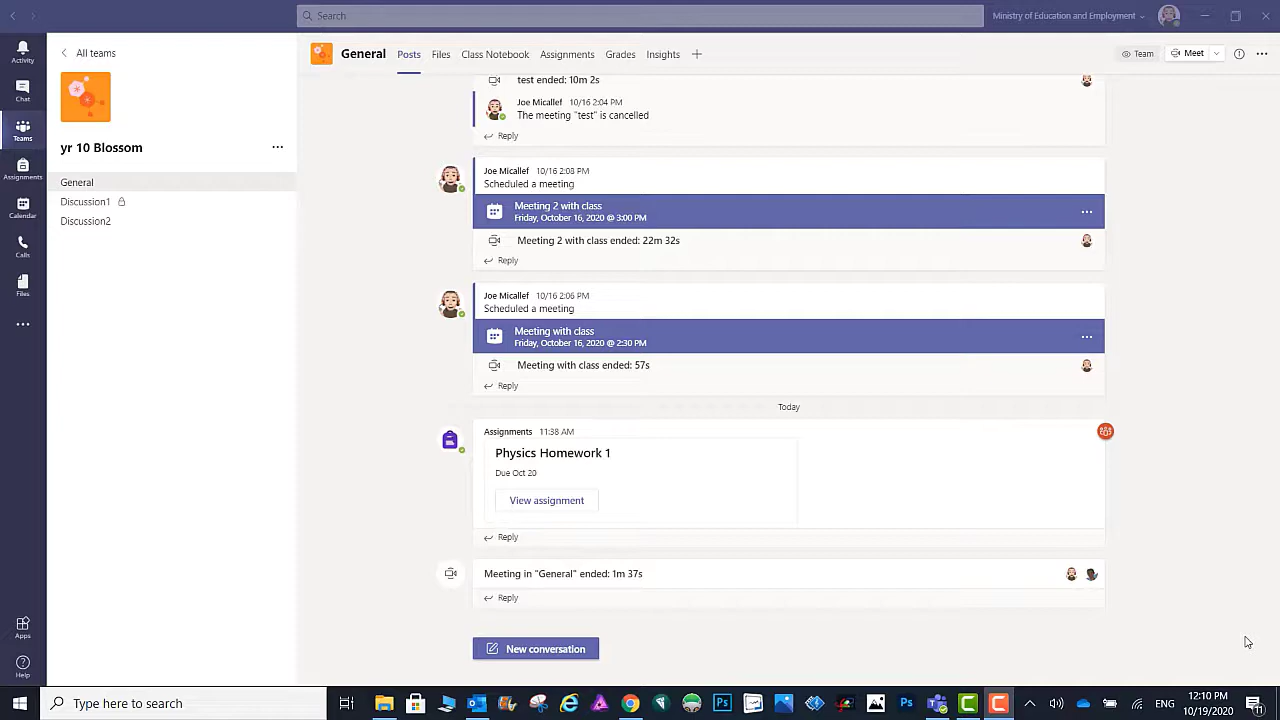 Search
Ministry of Education and Employment
Activity
Chat
Teams
Assignments
Calendar
Calls
Files
Apps
Help
All teams
yr 10 Blossom
General
Discussion1
Discussion2
General Posts Files Class Notebook Assignments Grades Insights
Team Meet
test ended: 10m 2s
Joe Micallef 10/16 2:04 PM
The meeting "test" is cancelled
Reply
Joe Micallef 10/16 2:08 PM
Scheduled a meeting
Meeting 2 with class
Friday, October 16, 2020 @ 3:00 PM
Meeting 2 with class ended: 22m 32s
Reply
Joe Micallef 10/16 2:06 PM
Scheduled a meeting
Meeting with class
Friday, October 16, 2020 @ 2:30 PM
Meeting with class ended: 57s
Reply
Today
Assignments 11:38 AM
Physics Homework 1
Due Oct 20
View assignment
Reply
Meeting in "General" ended: 1m 37s
Reply
New conversation
Type here to search
Ps
Ps
ENG
12:10 PM
10/19/2020